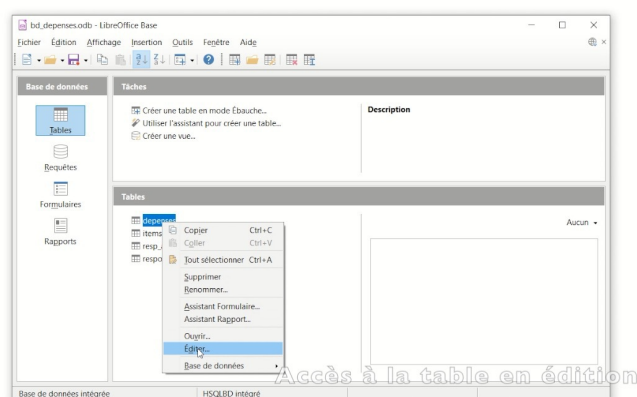 bd_depenses.odb - LibreOffice Base
Fichier Édition Affichage Insertion Outils Fenêtre Aide
Base de données
Tâches
Tables
Requêtes
Formulaires
Rapports
Créer une table en mode Ébauche...
Utiliser l'assistant pour créer une table...
Créer une vue...
Description
Tables
depenses
items
resp_
respo
Aucun
Copier Ctrl+C
Coller Ctrl+V
Tout sélectionner Ctrl+A
Supprimer
Renommer...
Assistant Formulaire...
Assistant Rapport...
Ouvrir...
Éditer...
Base de données
Accès à la table en édition
Base de données intégrée
HSQLBD intégré